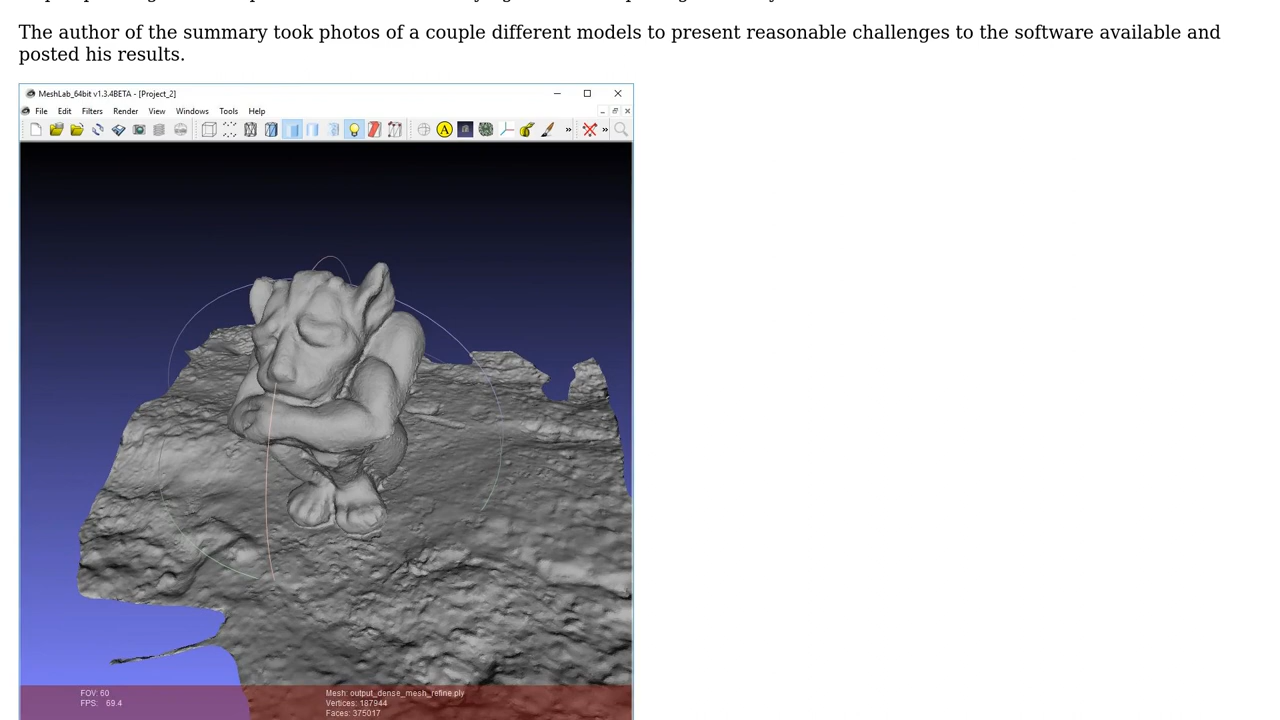 The author of the summary took photos of a couple different models to present reasonable challenges to the software available and
posted his results.
MeshLab_64bit v1.3.4BETA - [Project_2]
File Edit Filters Render View Windows Tools Help
A
FOV: 60
FPS: 69.4
Mesh: output_dense_mesh_refine.ply
Vertices: 187944
Faces: 375017